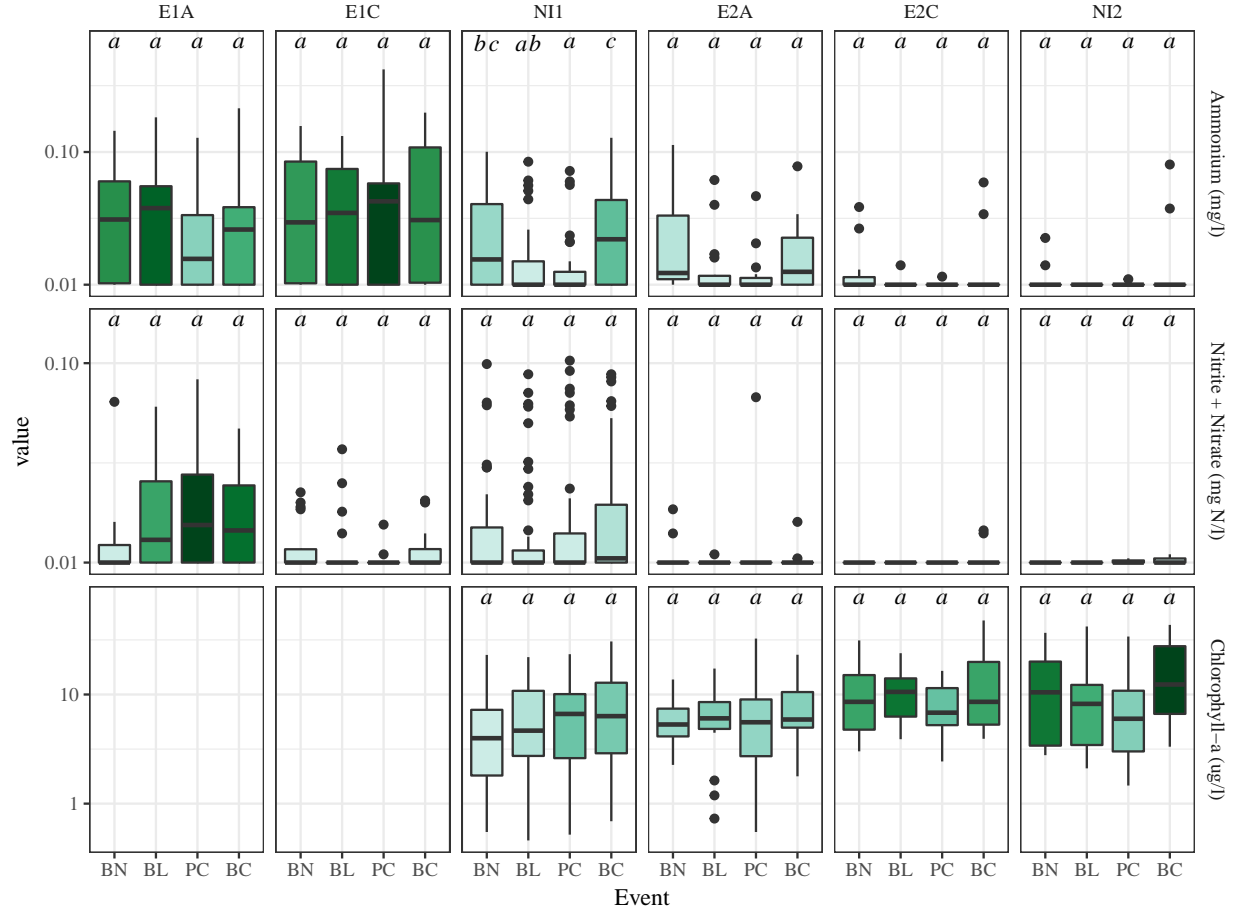 E1A E1C NI1 E2A E2C NI2
a a a a a a a a bc ab a c a a a a a a a a a a a a
0.10
0.01
Ammonium (mg/l)
a a a a a a a a a a a a a a a a a a a a a a a a
0.10
0.01
Nitrite + Nitrate (mg N/l)
a a a a a a a a a a a a a a a a
10
1
Chlorophyll−a (ug/l)
value
BN BL PC BC BN BL PC BC BN BL PC BC BN BL PC BC BN BL PC BC BN BL PC BC
Event